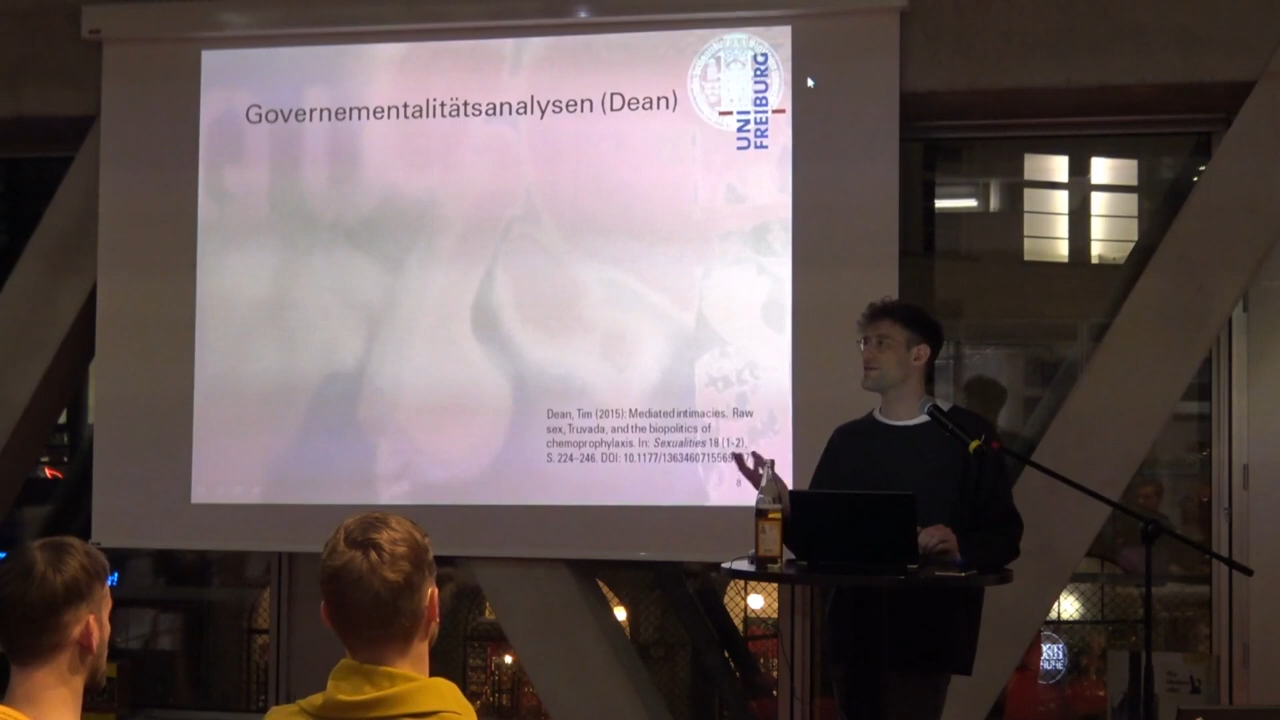 Governementalitätsanalysen (Dean)
UNI
FREIBURG
Dean, Tim (2015): Mediated intimacies. Raw
sex, Truvada, and the biopolitics of
chemoprophylaxis. In: Sexualities 18 (1-2),
S. 224–246. DOI: 10.1177/1363460715569
8